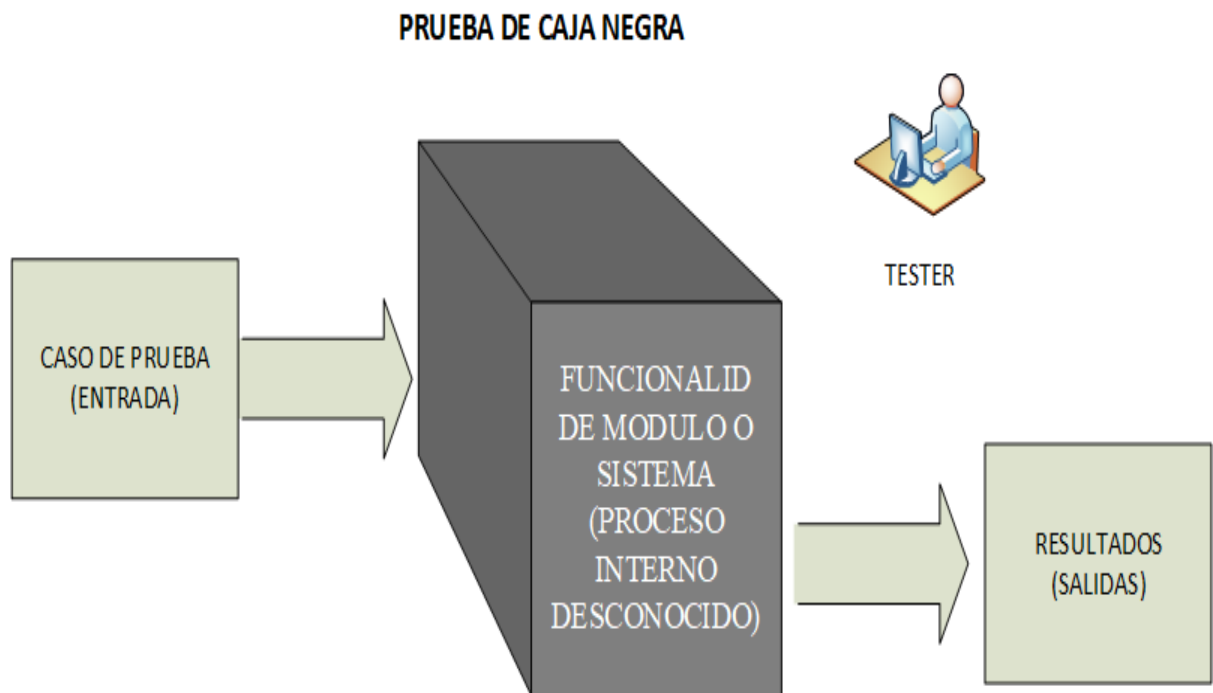 PRUEBA DE CAJA NEGRA
TESTER
CASO DE PRUEBA
(ENTRADA)
FUNCIONALID
DE MODULO O
SISTEMA
(PROCESO
INTERNO
DESCONOCIDO)
RESULTADOS
(SALIDAS)